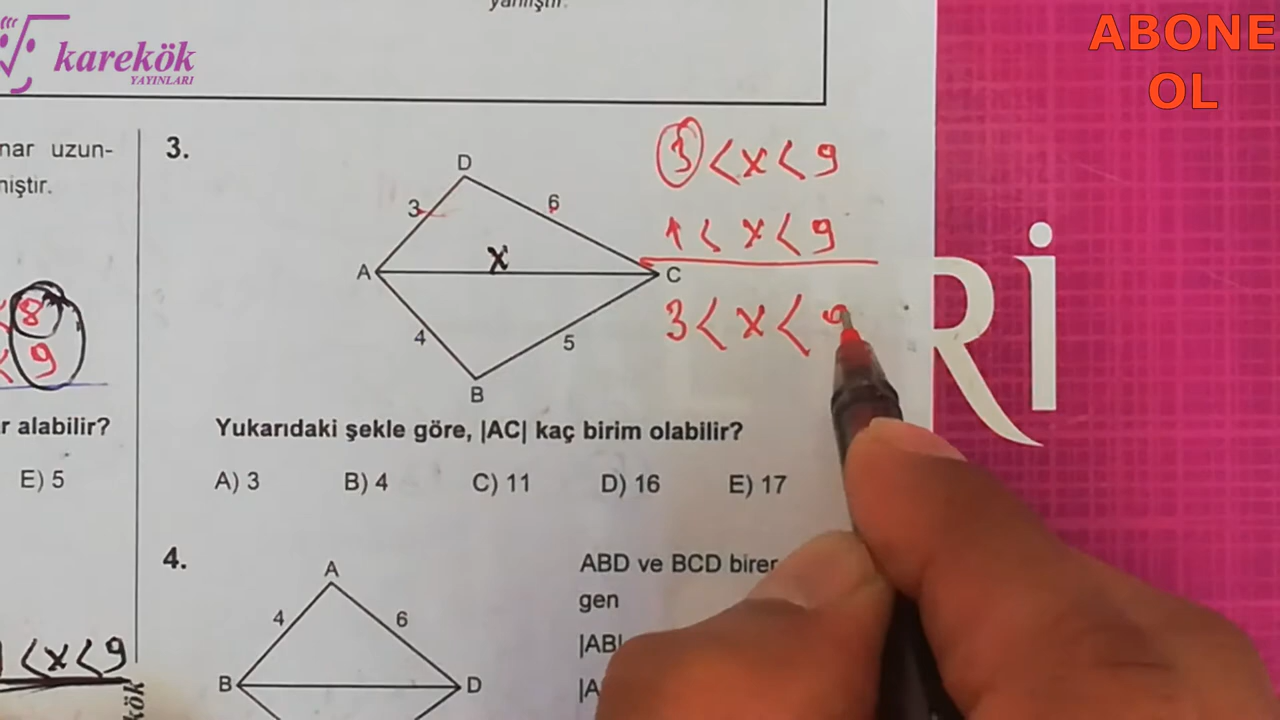 yanlıştır.
karekök
YAYINLARI
ABONE
OL
nar uzun-
miştir.
<8
<9
r alabilir?
E) 5
<x<9
kök
3.
D
3
6
x
A
C
4
5
B
3<x<9
1<x<9
3<x<9
Yukarıdaki şekle göre, |AC| kaç birim olabilir?
A) 3 B) 4 C) 11 D) 16 E) 17
4.
A
4
6
B
D
ABD ve BCD birer
gen
|AB|
|A
Rİ